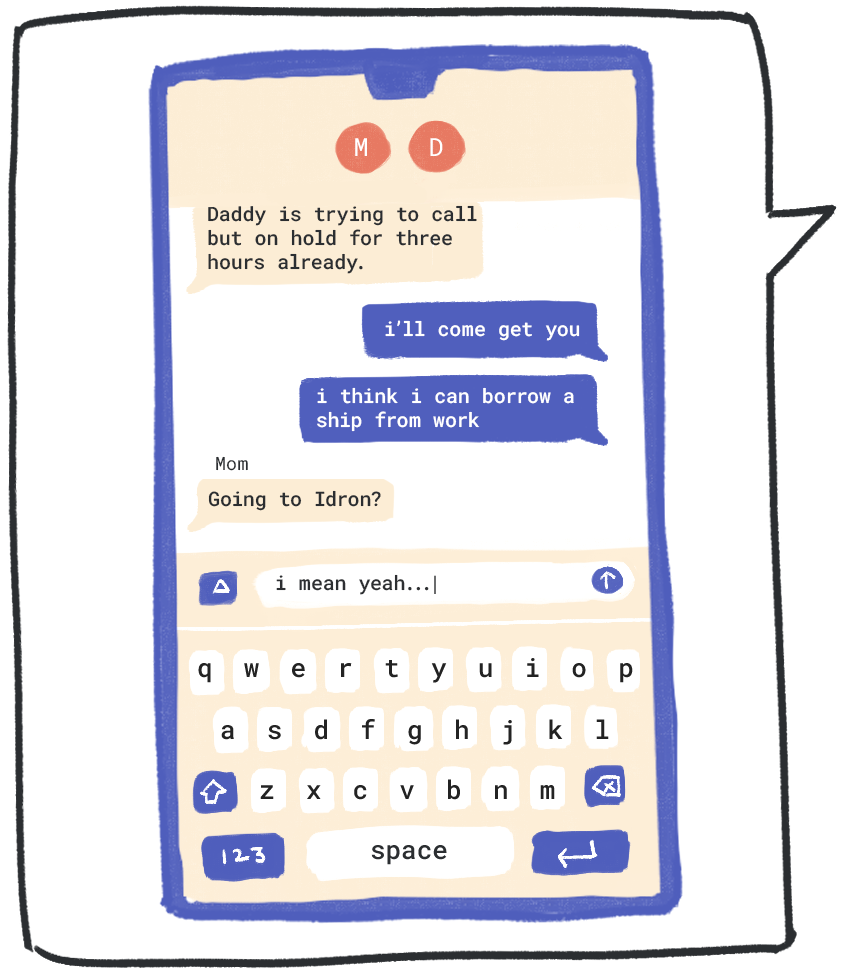 M D
Daddy is trying to call
but on hold for three
hours already.
i'll come get you
i think i can borrow a
ship from work
Mom
Going to Idron?
i mean yeah...
q w e r t y u i o p
a s d f g h j k l
z x c v b n m
123 space